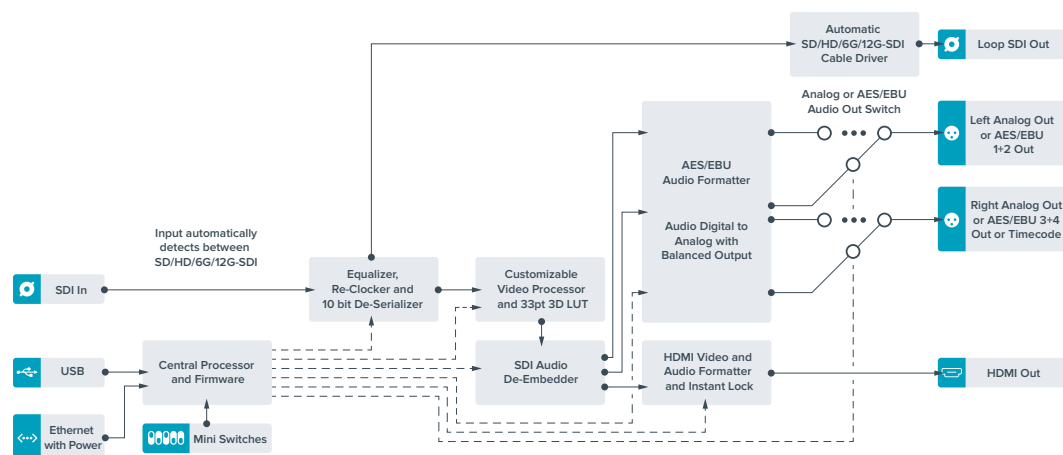 Automatic
SD/HD/6G/12G-SDI
Cable Driver
Loop SDI Out
Analog or AES/EBU
Audio Out Switch
Left Analog Out
or AES/EBU
1+2 Out
AES/EBU
Audio Formatter
Right Analog Out
or AES/EBU 3+4
Out or Timecode
Audio Digital to
Analog with
Balanced Output
Input automatically
detects between
SD/HD/6G/12G-SDI
SDI In
Equalizer,
Re-Clocker and
10 bit De-Serializer
Customizable
Video Processor
and 33pt 3D LUT
USB
Central Processor
and Firmware
SDI Audio
De-Embedder
HDMI Video and
Audio Formatter
and Instant Lock
HDMI Out
Ethernet
with Power
Mini Switches